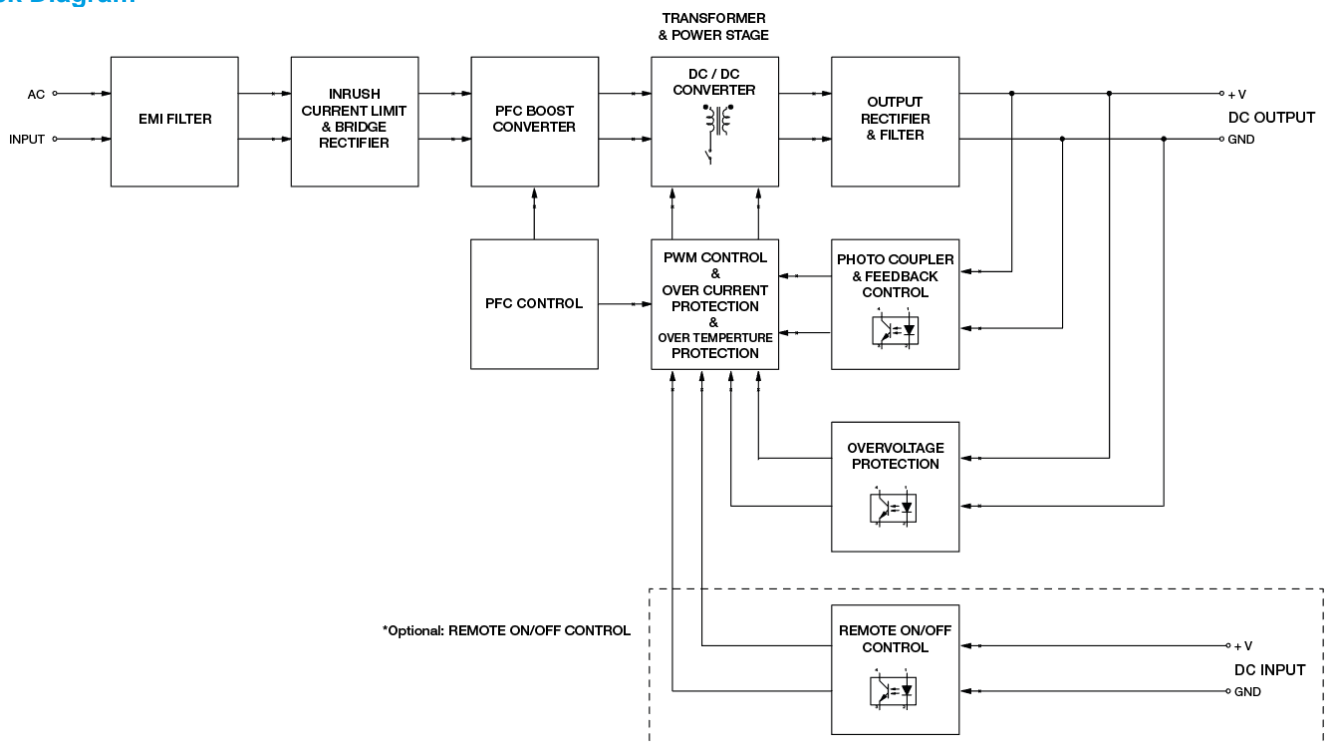 k Diagram
TRANSFORMER
& POWER STAGE
AC
INPUT
EMI FILTER
INRUSH
CURRENT LIMIT
& BRIDGE
RECTIFIER
PFC BOOST
CONVERTER
DC / DC
CONVERTER
OUTPUT
RECTIFIER
& FILTER
+ V
DC OUTPUT
GND
PFC CONTROL
PWM CONTROL
&
OVER CURRENT
PROTECTION
&
OVER TEMPERTURE
PROTECTION
PHOTO COUPLER
& FEEDBACK
CONTROL
OVERVOLTAGE
PROTECTION
*Optional: REMOTE ON/OFF CONTROL
REMOTE ON/OFF
CONTROL
+ V
DC INPUT
GND